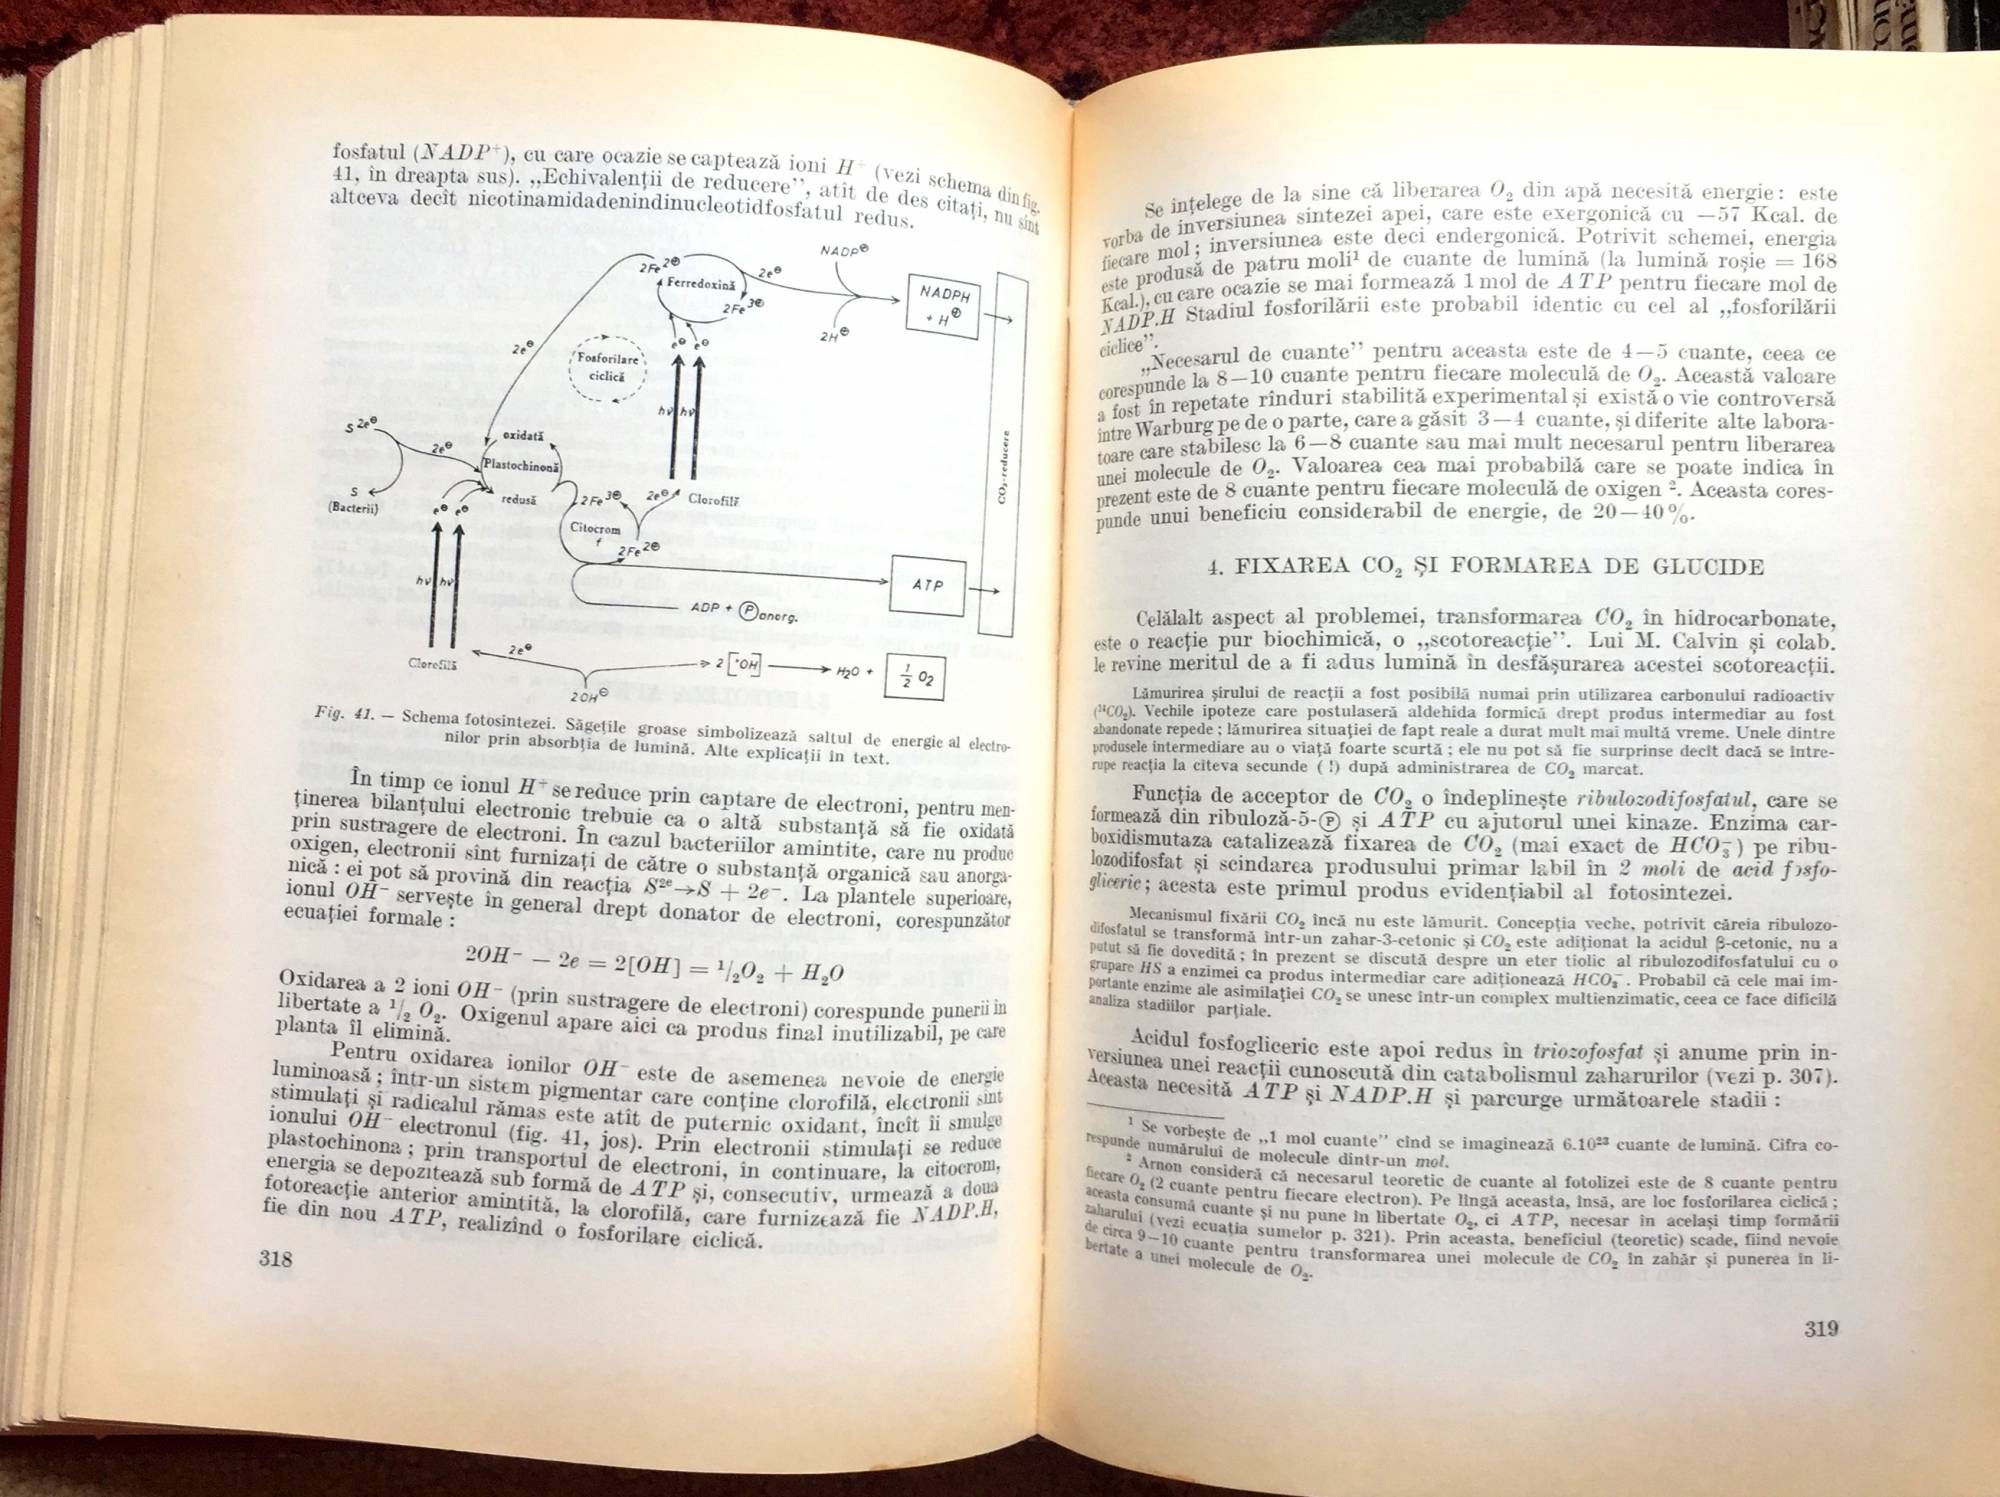 fosfatul (NADP⁺), cu care ocazie se captează ioni H⁺ (vezi schema din fig.
41, în dreapta sus). „Echivalenții de reducere”, atît de des citați, nu sînt
altceva decît nicotinamidadenindinucleotidfosfatul redus.
NADP⊕
2Fe2⊕
2e⊖
Ferredoxină
2Fe3⊕
NADPH
+ H⊕
2H⊕
2e⊖
e⊖ e⊖
Fosforilare
ciclică
hν hν
CO₂-reducere
S2e⊖
2e⊖
oxidată
Plastochinonă
redusă
S
(Bacterii)
e⊖ e⊖
2Fe3⊕
2e⊖
Clorofilă
Citocrom
f
2Fe2⊕
hν hν
ATP
ADP + Ⓟanorg.
Clorofilă
2e⊖
2OH⊖
2 [°OH]
H₂O +
1/2 O₂
Fig. 41. — Schema fotosintezei. Săgețile groase simbolizează saltul de energie al electro-
nilor prin absorbția de lumină. Alte explicații în text.
În timp ce ionul H⁺ se reduce prin captare de electroni, pentru men-
ținerea bilanțului electronic trebuie ca o altă substanță să fie oxidată
prin sustragere de electroni. În cazul bacteriilor amintite, care nu produc
oxigen, electronii sînt furnizați de către o substanță organică sau anorga-
nică : ei pot să provină din reacția S²ᵉ→S + 2e⁻. La plantele superioare,
ionul OH⁻ servește în general drept donator de electroni, corespunzător
ecuației formale :
2OH⁻ — 2e = 2[OH] = ¹/₂O₂ + H₂O
Oxidarea a 2 ioni OH⁻ (prin sustragere de electroni) corespunde punerii în
libertate a ¹/₂ O₂. Oxigenul apare aici ca produs final inutilizabil, pe care
planta îl elimină.
Pentru oxidarea ionilor OH⁻ este de asemenea nevoie de energie
luminoasă ; într-un sistem pigmentar care conține clorofilă, electronii sînt
stimulați și radicalul rămas este atît de puternic oxidant, încît îi smulge
ionului OH⁻ electronul (fig. 41, jos). Prin electronii stimulați se reduce
plastochinona ; prin transportul de electroni, în continuare, la citocrom,
energia se depozitează sub formă de ATP și, consecutiv, urmează a doua
fotoreacție anterior amintită, la clorofilă, care furnizează fie NADP.H,
fie din nou ATP, realizînd o fosforilare ciclică.
318
Se înțelege de la sine că liberarea O₂ din apă necesită energie : este
vorba de inversiunea sintezei apei, care este exergonică cu —57 Kcal. de
fiecare mol ; inversiunea este deci endergonică. Potrivit schemei, energia
este produsă de patru moli¹ de cuante de lumină (la lumină roșie = 168
Kcal.), cu care ocazie se mai formează 1 mol de ATP pentru fiecare mol de
NADP.H Stadiul fosforilării este probabil identic cu cel al „fosforilării
ciclice”.
„Necesarul de cuante” pentru aceasta este de 4—5 cuante, ceea ce
corespunde la 8—10 cuante pentru fiecare moleculă de O₂. Această valoare
a fost în repetate rînduri stabilită experimental și există o vie controversă
între Warburg pe de o parte, care a găsit 3—4 cuante, și diferite alte labora-
toare care stabilesc la 6—8 cuante sau mai mult necesarul pentru liberarea
unei molecule de O₂. Valoarea cea mai probabilă care se poate indica în
prezent este de 8 cuante pentru fiecare moleculă de oxigen ². Aceasta cores-
punde unui beneficiu considerabil de energie, de 20—40%.
4. FIXAREA CO₂ ȘI FORMAREA DE GLUCIDE
Celălalt aspect al problemei, transformarea CO₂ în hidrocarbonate,
este o reacție pur biochimică, o „scotoreacție”. Lui M. Calvin și colab.
le revine meritul de a fi adus lumină în desfășurarea acestei scotoreacții.
Lămurirea șirului de reacții a fost posibilă numai prin utilizarea carbonului radioactiv
(¹⁴CO₂). Vechile ipoteze care postulaseră aldehida formică drept produs intermediar au fost
abandonate repede ; lămurirea situației de fapt reale a durat mult mai multă vreme. Unele dintre
produsele intermediare au o viață foarte scurtă ; ele nu pot să fie surprinse decît dacă se între-
rupe reacția la cîteva secunde (!) după administrarea de CO₂ marcat.
Funcția de acceptor de CO₂ o îndeplinește ribulozodifosfatul, care se
formează din ribuloză-5-Ⓟ și ATP cu ajutorul unei kinaze. Enzima car-
boxidismutaza catalizează fixarea de CO₂ (mai exact de HCO₃⁻) pe ribu-
lozodifosfat și scindarea produsului primar labil în 2 moli de acid fosfo-
gliceric ; acesta este primul produs evidențiabil al fotosintezei.
Mecanismul fixării CO₂ încă nu este lămurit. Concepția veche, potrivit căreia ribulozo-
difosfatul se transformă într-un zahar-3-cetonic și CO₂ este adiționat la acidul β-cetonic, nu a
putut să fie dovedită ; în prezent se discută despre un eter tiolic al ribulozodifosfatului cu o
grupare HS a enzimei ca produs intermediar care adiționează HCO₃⁻. Probabil că cele mai im-
portante enzime ale asimilației CO₂ se unesc într-un complex multienzimatic, ceea ce face dificilă
analiza stadiilor parțiale.
Acidul fosfogliceric este apoi redus în triozofosfat și anume prin in-
versiunea unei reacții cunoscută din catabolismul zaharurilor (vezi p. 307).
Aceasta necesită ATP și NADP.H și parcurge următoarele stadii :
¹ Se vorbește de „1 mol cuante” cînd se imaginează 6.10²³ cuante de lumină. Cifra co-
respunde numărului de molecule dintr-un mol.
² Arnon consideră că necesarul teoretic de cuante al fotolizei este de 8 cuante pentru
fiecare O₂ (2 cuante pentru fiecare electron). Pe lîngă aceasta, însă, are loc fosforilarea ciclică ;
aceasta consumă cuante și nu pune în libertate O₂, ci ATP, necesar în același timp formării
zaharului (vezi ecuația sumelor p. 321). Prin aceasta, beneficiul (teoretic) scade, fiind nevoie
de circa 9—10 cuante pentru transformarea unei molecule de CO₂ în zahăr și punerea în li-
bertate a unei molecule de O₂.
319